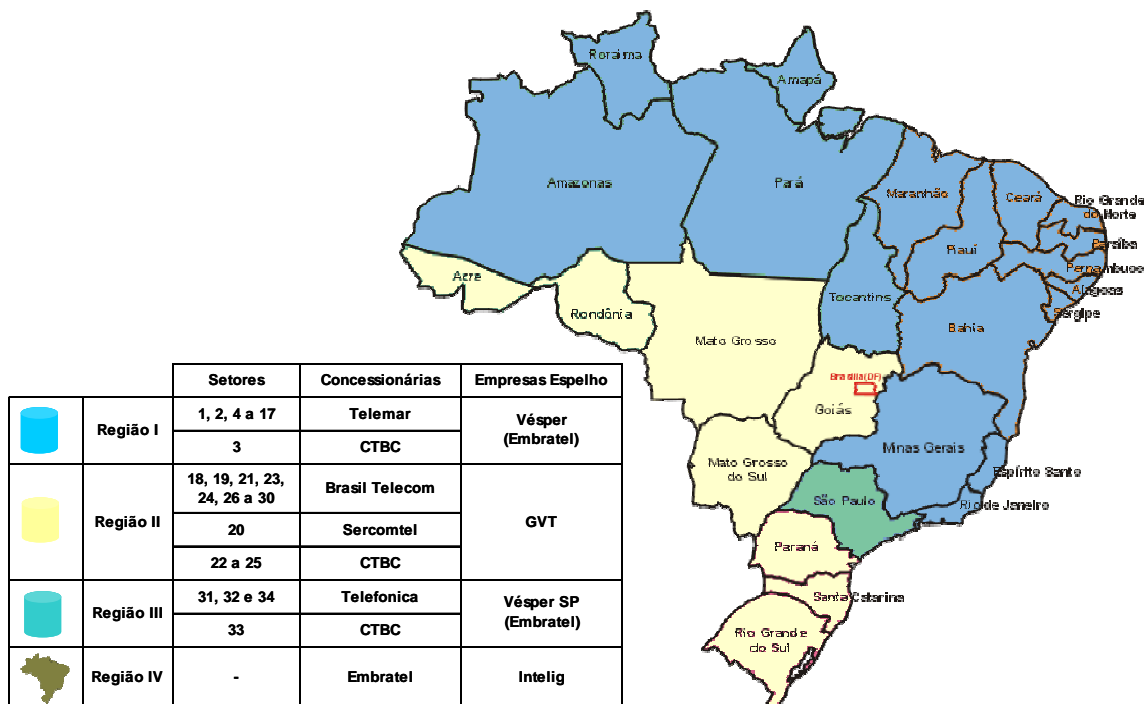 Roraima
Amapá
Amazonas
Pará
Maranhão
Ceará
Rio Grande
do Norte
Paraíba
Piauí
Pernambuco
Acre
Alagoas
Tocantins
Sergipe
Rondônia
Bahia
Mato Grosso
Brasília(DF)
Goiás
Minas Gerais
Mato Grosso
do Sul
Espírito Santo
São Paulo
Rio de Janeiro
Paraná
Santa Catarina
Rio Grande
do Sul
Setores Concessionárias Empresas Espelho
Região I
1, 2, 4 a 17 Telemar
3 CTBC
Vésper
(Embratel)
Região II
18, 19, 21, 23,
24, 26 a 30
Brasil Telecom
20 Sercomtel
22 a 25 CTBC
GVT
Região III
31, 32 e 34 Telefonica
33 CTBC
Vésper SP
(Embratel)
Região IV - Embratel Intelig